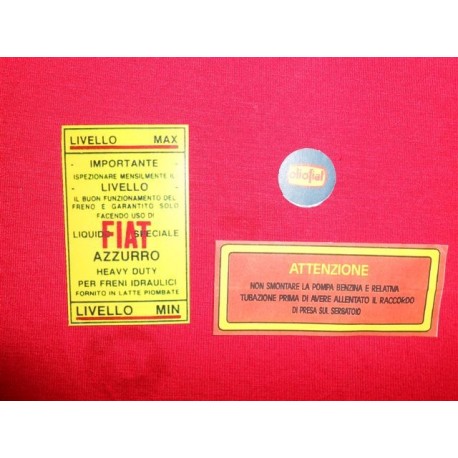 LIVELLO MAX
- IMPORTANTE -
ISPEZIONARE MENSILMENTE IL
- LIVELLO -
IL BUON FUNZIONAMENTO DEL
FRENO E GARANTITO SOLO
FACENDO USO DI
LIQUIDO SPECIALE
FIAT
AZZURRO
HEAVY DUTY
PER FRENI IDRAULICI
FORNITO IN LATTE PIOMBATE
LIVELLO MIN
oliofiat
ATTENZIONE
NON SMONTARE LA POMPA BENZINA E RELATIVA
TUBAZIONE PRIMA DI AVERE ALLENTATO IL RACCORDO
DI PRESA SUL SERBATOIO